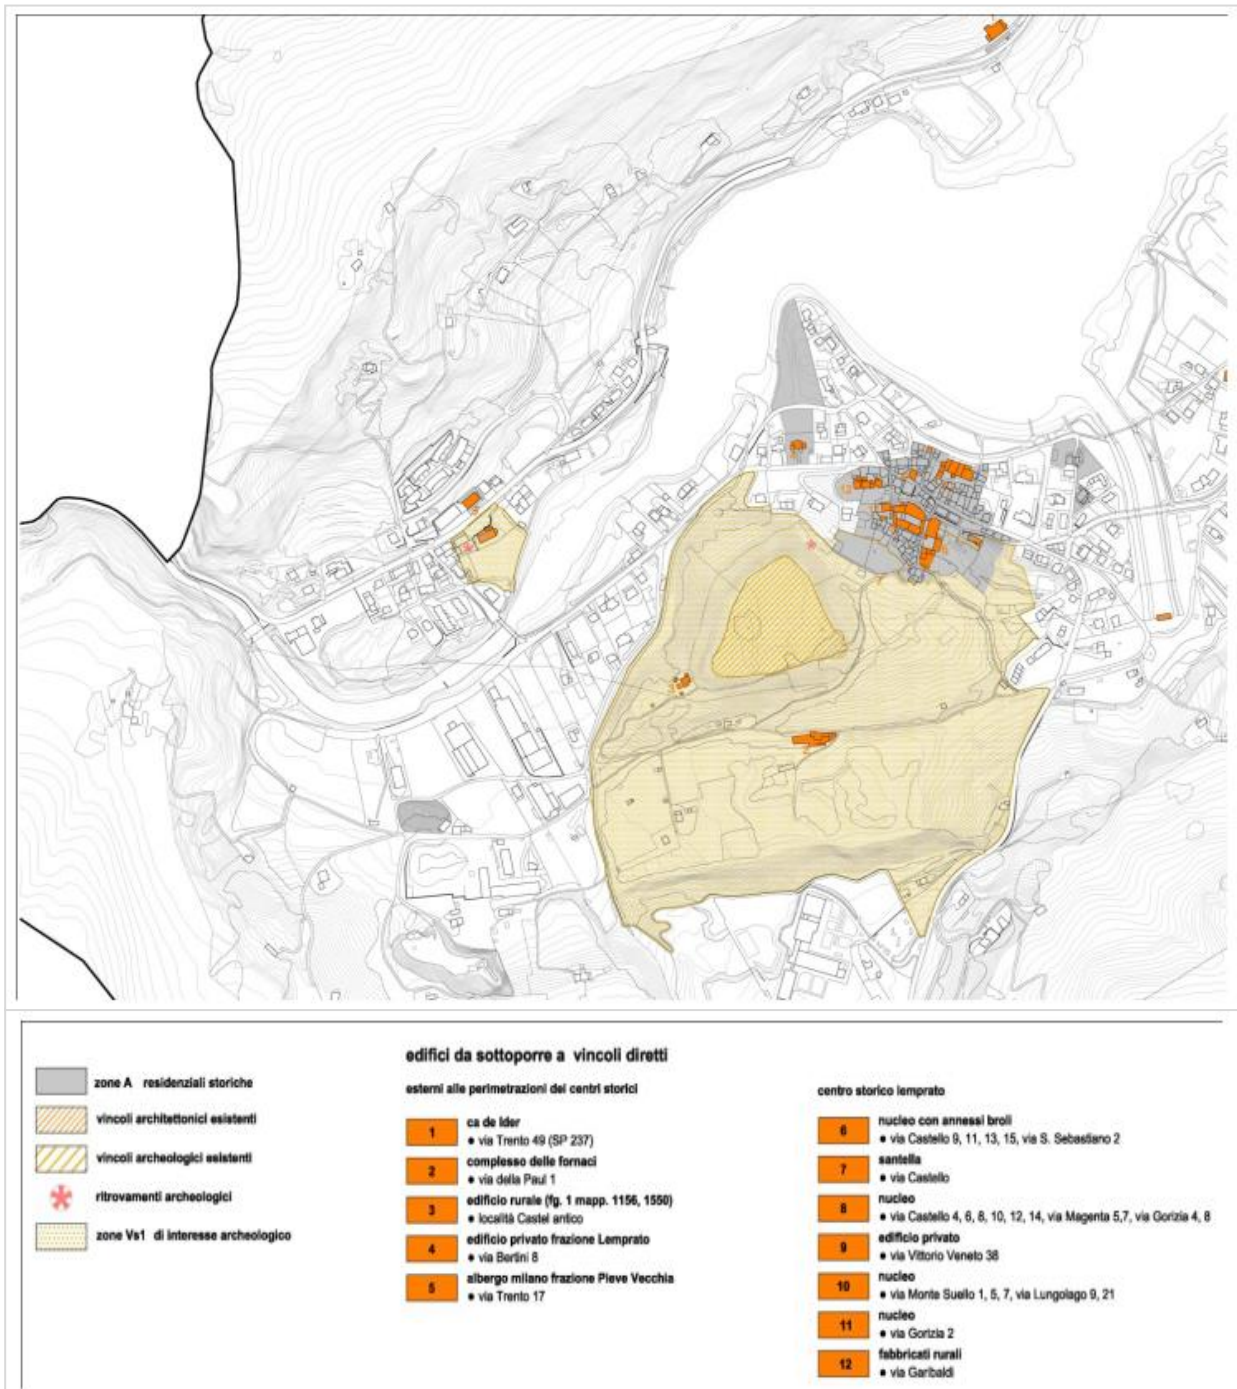 zone A residenziali storiche
vincoli architettonici esistenti
vincoli archeologici esistenti
ritrovamenti archeologici
zone Vs1 di interesse archeologico
edifici da sottoporre a vincoli diretti
esterni alle perimetrazioni dei centri storici
1 ca de Ider
• via Trento 49 (SP 237)
2 complesso delle fornaci
• via della Paul 1
3 edificio rurale (fg. 1 mapp. 1156, 1550)
• località Castel antico
4 edificio privato frazione Lemprato
• via Bertini 8
5 albergo milano frazione Pieve Vecchia
• via Trento 17
centro storico lemprato
6 nucleo con annessi broli
• via Castello 9, 11, 13, 15, via S. Sebastiano 2
7 santella
• via Castello
8 nucleo
• via Castello 4, 6, 8, 10, 12, 14, via Magenta 5,7, via Gorizia 4, 8
9 edificio privato
• via Vittorio Veneto 38
10 nucleo
• via Monte Suello 1, 5, 7, via Lungolago 9, 21
11 nucleo
• via Gorizia 2
12 fabbricati rurali
• via Garibaldi